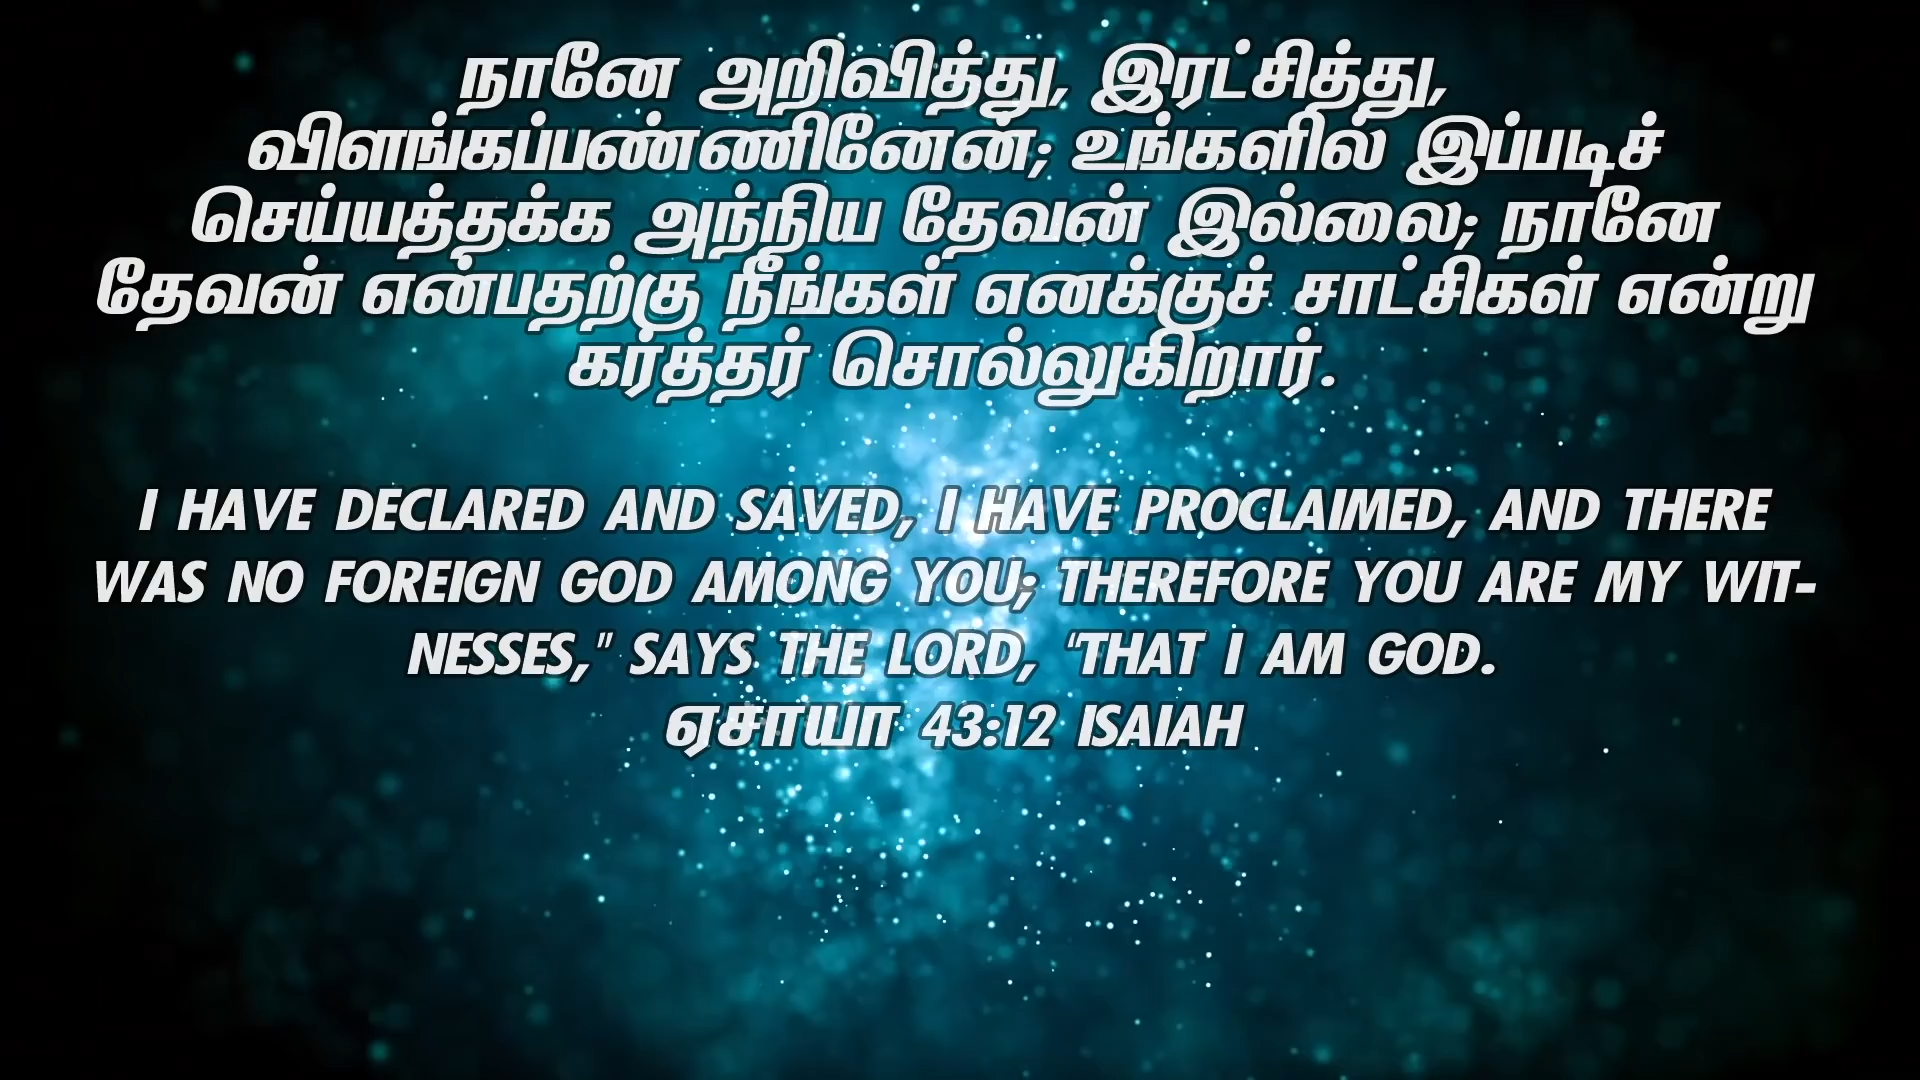 நானே அறிவித்து, இரட்சித்து,
விளங்கப்பண்ணினேன்; உங்களில் இப்படிச்
செய்யத்தக்க அந்நிய தேவன் இல்லை; நானே
தேவன் என்பதற்கு நீங்கள் எனக்குச் சாட்சிகள் என்று
கர்த்தர் சொல்லுகிறார்.
I HAVE DECLARED AND SAVED, I HAVE PROCLAIMED, AND THERE
WAS NO FOREIGN GOD AMONG YOU; THEREFORE YOU ARE MY WIT-
NESSES," SAYS THE LORD, "THAT I AM GOD.
ஏசாயா 43:12 ISAIAH